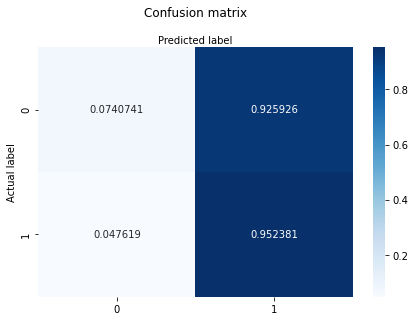 Confusion matrix
Predicted label
Actual label
0 0.0740741 0.925926
1 0.047619 0.952381
0 1
0.8
0.6
0.4
0.2